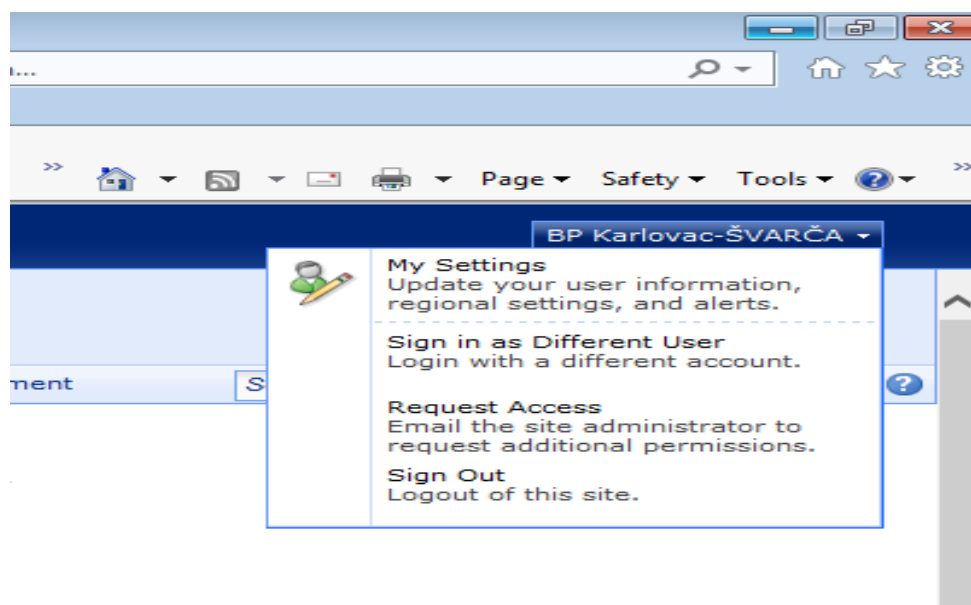 ...
Page
Safety
Tools
BP Karlovac-ŠVARČA
My Settings
Update your user information,
regional settings, and alerts.
Sign in as Different User
Login with a different account.
Request Access
Email the site administrator to
request additional permissions.
Sign Out
Logout of this site.